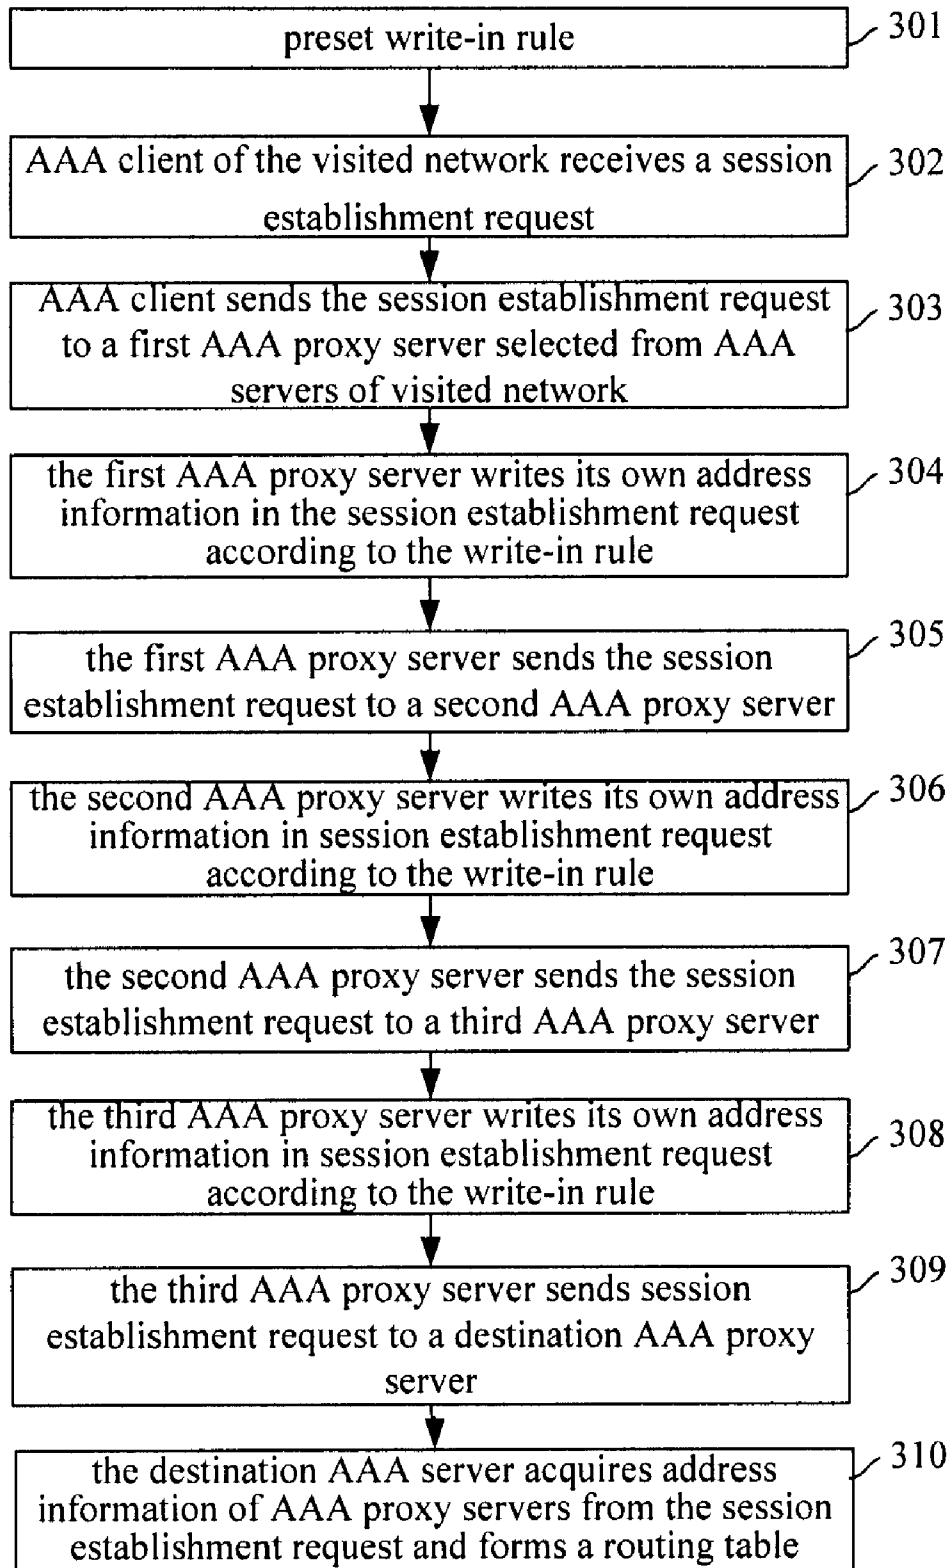 preset write-in rule
301
AAA client of the visited network receives a session
establishment request
302
AAA client sends the session establishment request
to a first AAA proxy server selected from AAA
servers of visited network
303
the first AAA proxy server writes its own address
information in the session establishment request
according to the write-in rule
304
the first AAA proxy server sends the session
establishment request to a second AAA proxy server
305
the second AAA proxy server writes its own address
information in session establishment request
according to the write-in rule
306
the second AAA proxy server sends the session
establishment request to a third AAA proxy server
307
the third AAA proxy server writes its own address
information in session establishment request
according to the write-in rule
308
the third AAA proxy server sends session
establishment request to a destination AAA proxy
server
309
the destination AAA server acquires address
information of AAA proxy servers from the session
establishment request and forms a routing table
310